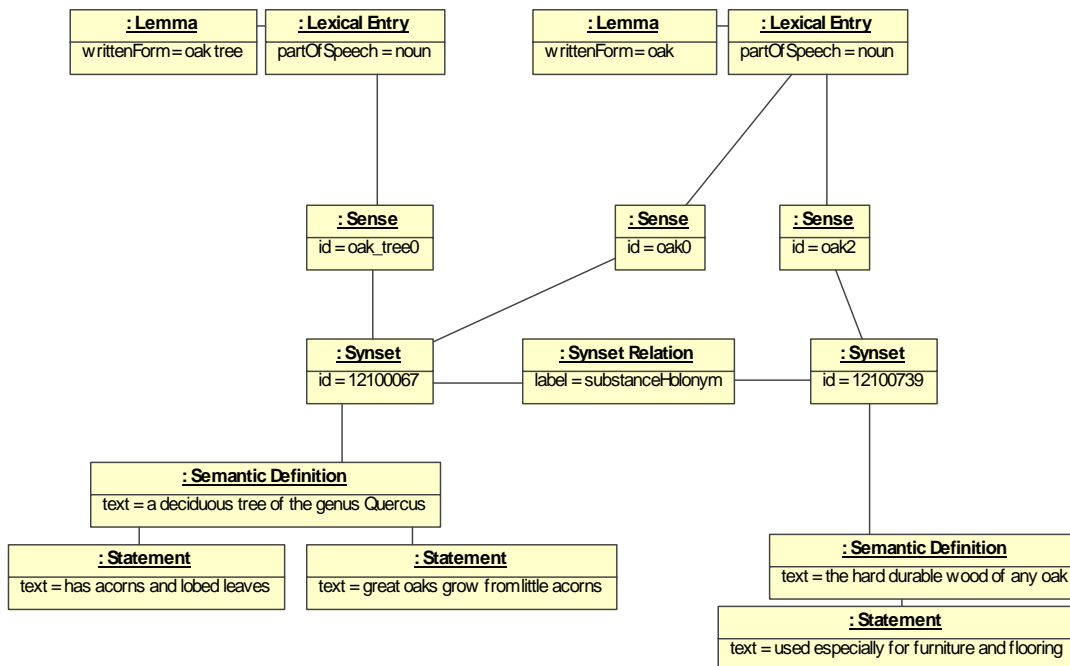 : Lemma
writtenForm = oak tree
: Lexical Entry
partOfSpeech = noun
: Lemma
writtenForm = oak
: Lexical Entry
partOfSpeech = noun
: Sense
id = oak_tree0
: Sense
id = oak0
: Sense
id = oak2
: Synset
id = 12100067
: Synset Relation
label = substanceHolonym
: Synset
id = 12100739
: Semantic Definition
text = a deciduous tree of the genus Quercus
: Statement
text = has acorns and lobed leaves
: Statement
text = great oaks grow from little acorns
: Semantic Definition
text = the hard durable wood of any oak
: Statement
text = used especially for furniture and flooring